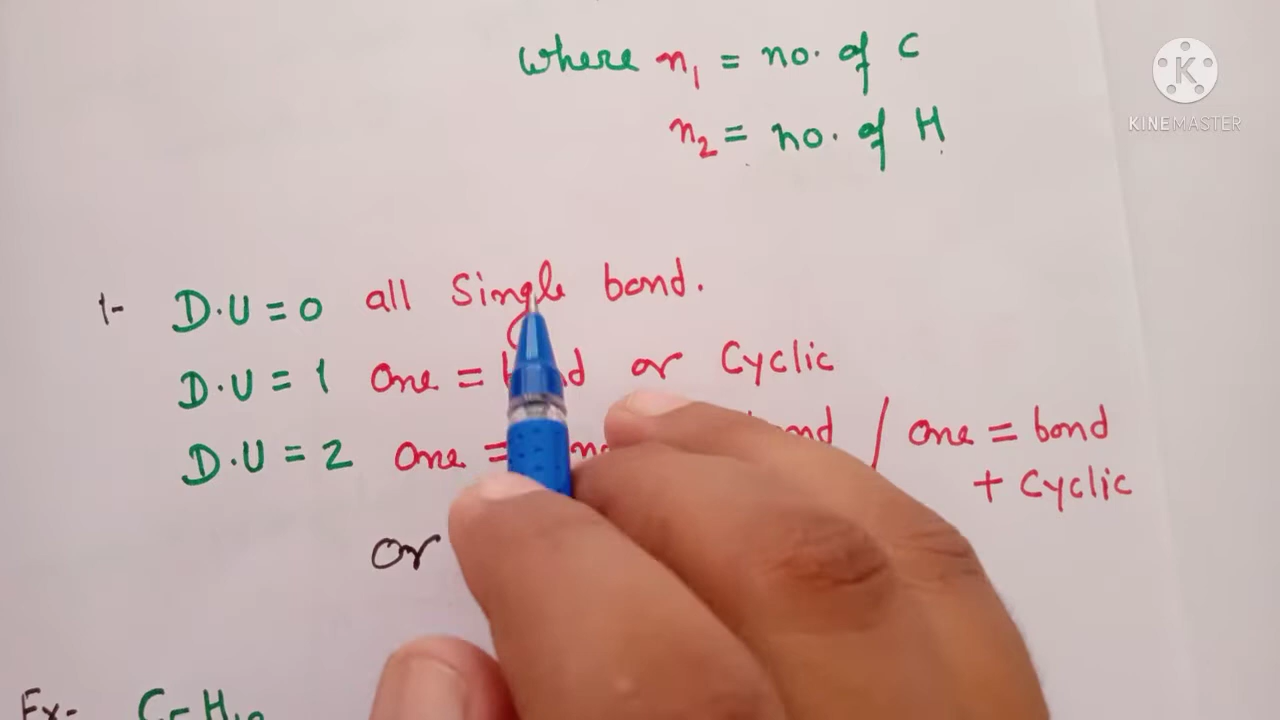 where n₁ = no. of C
n₂ = no. of H
K
KINEMASTER
1- D.U = 0 all Single bond.
D.U = 1 One = or Cyclic
D.U = 2 One = / one = bond
+ Cyclic
or
Ex-